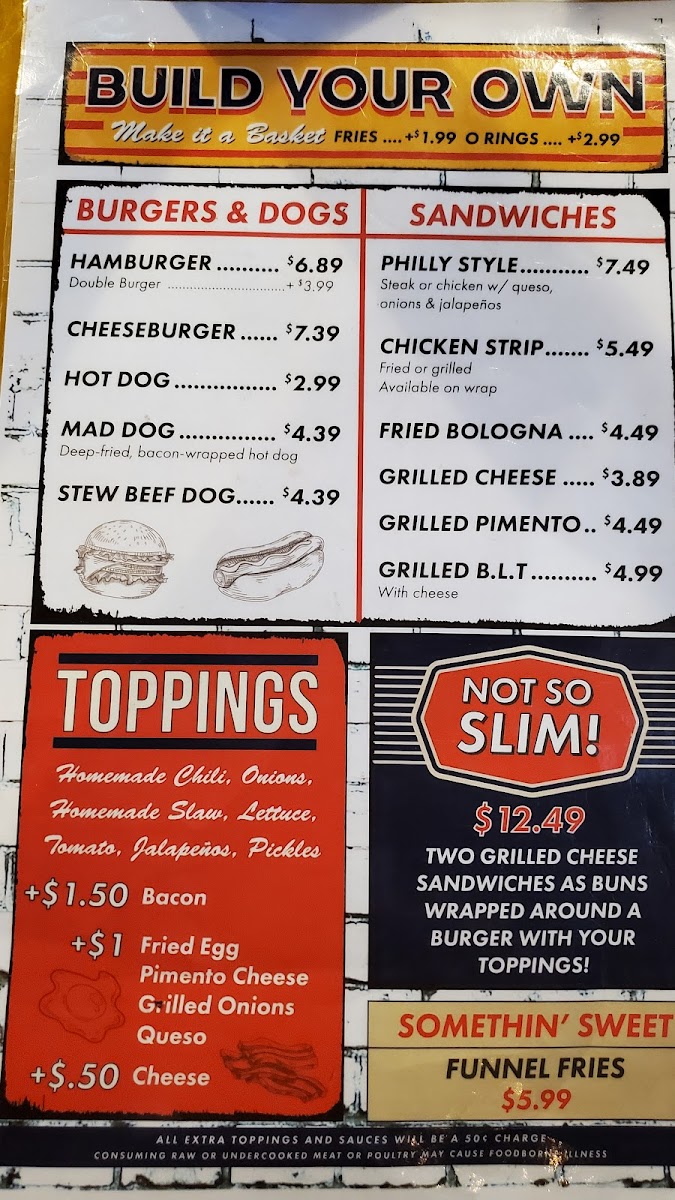 BUILD YOUR OWN
Make it a Basket FRIES ....+$1.99 O RINGS .... +$2.99
BURGERS & DOGS
HAMBURGER .......... $6.89
Double Burger ..............................+ $3.99
CHEESEBURGER ...... $7.39
HOT DOG ................. $2.99
MAD DOG ................ $4.39
Deep-fried, bacon-wrapped hot dog
STEW BEEF DOG...... $4.39
SANDWICHES
PHILLY STYLE........... $7.49
Steak or chicken w/ queso,
onions & jalapeños
CHICKEN STRIP....... $5.49
Fried or grilled
Available on wrap
FRIED BOLOGNA .... $4.49
GRILLED CHEESE ..... $3.89
GRILLED PIMENTO.. $4.49
GRILLED B.L.T .......... $4.99
With cheese
TOPPINGS
Homemade Chili, Onions,
Homemade Slaw, Lettuce,
Tomato, Jalapeños, Pickles
+$1.50 Bacon
+$1 Fried Egg
Pimento Cheese
Grilled Onions
Queso
+$.50 Cheese
NOT SO
SLIM!
$12.49
TWO GRILLED CHEESE
SANDWICHES AS BUNS
WRAPPED AROUND A
BURGER WITH YOUR
TOPPINGS!
SOMETHIN' SWEET
FUNNEL FRIES
$5.99
ALL EXTRA TOPPINGS AND SAUCES WILL BE A 50¢ CHARGE
CONSUMING RAW OR UNDERCOOKED MEAT OR POULTRY MAY CAUSE FOODBORNE ILLNESS